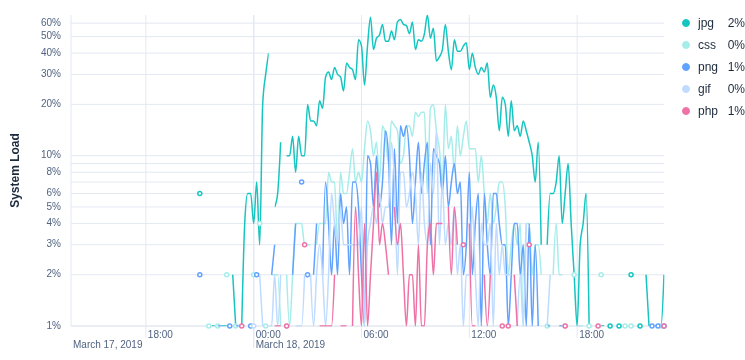 60%
50%
40%
30%
20%
10%
8%
6%
5%
4%
3%
2%
1%
System Load
18:00
00:00
06:00
12:00
18:00
March 17, 2019
March 18, 2019
jpg 2%
css 0%
png 1%
gif 0%
php 1%